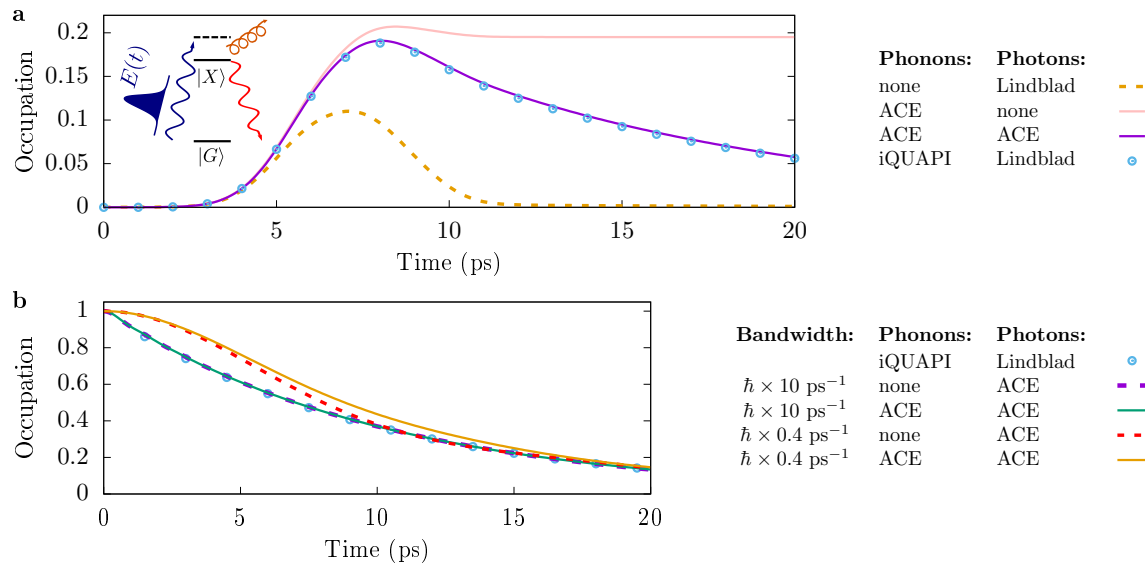 a
0.2
0.15
0.1
0.05
0
Occupation
E(t)
|X⟩
|G⟩
0 5 10 15 20
Time (ps)
Phonons: Photons:
none Lindblad
ACE none
ACE ACE
iQUAPI Lindblad
b
1
0.8
0.6
0.4
0.2
0
Occupation
0 5 10 15 20
Time (ps)
Bandwidth: Phonons: Photons:
iQUAPI Lindblad
ℏ × 10 ps⁻¹ none ACE
ℏ × 10 ps⁻¹ ACE ACE
ℏ × 0.4 ps⁻¹ none ACE
ℏ × 0.4 ps⁻¹ ACE ACE